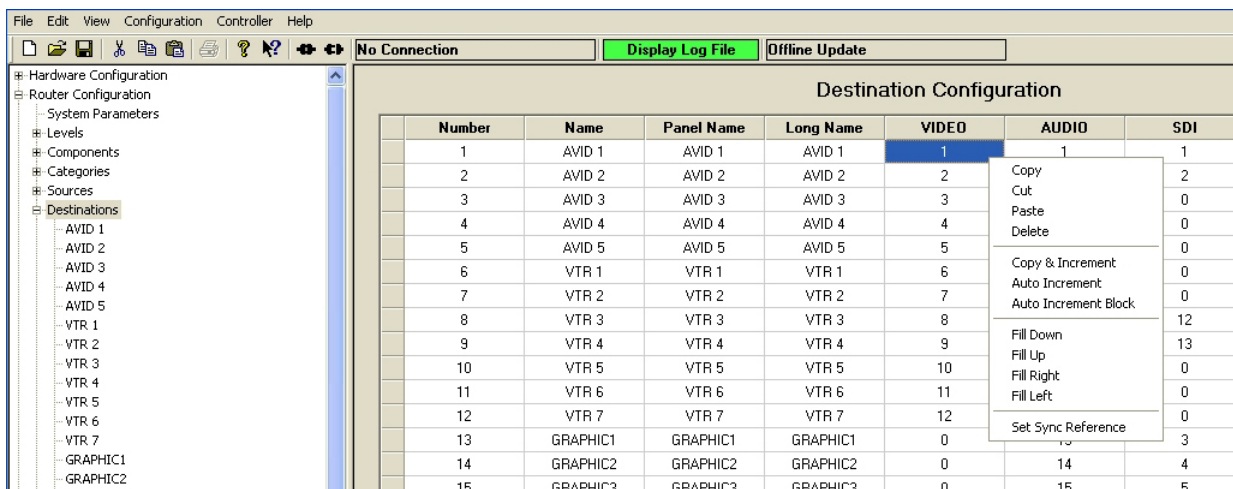 File Edit View Configuration Controller Help
No Connection Display Log File Offline Update
Hardware Configuration
Router Configuration
System Parameters
Levels
Components
Categories
Sources
Destinations
AVID 1
AVID 2
AVID 3
AVID 4
AVID 5
VTR 1
VTR 2
VTR 3
VTR 4
VTR 5
VTR 6
VTR 7
GRAPHIC1
GRAPHIC2
Destination Configuration
Number Name Panel Name Long Name VIDEO AUDIO SDI
1 AVID 1 AVID 1 AVID 1 1 1 1
2 AVID 2 AVID 2 AVID 2 2 2
3 AVID 3 AVID 3 AVID 3 3 0
4 AVID 4 AVID 4 AVID 4 4 0
5 AVID 5 AVID 5 AVID 5 5 0
6 VTR 1 VTR 1 VTR 1 6 0
7 VTR 2 VTR 2 VTR 2 7 0
8 VTR 3 VTR 3 VTR 3 8 12
9 VTR 4 VTR 4 VTR 4 9 13
10 VTR 5 VTR 5 VTR 5 10 0
11 VTR 6 VTR 6 VTR 6 11 0
12 VTR 7 VTR 7 VTR 7 12 0
13 GRAPHIC1 GRAPHIC1 GRAPHIC1 0 3
14 GRAPHIC2 GRAPHIC2 GRAPHIC2 0 14 4
15 GRAPHIC3 GRAPHIC3 GRAPHIC3 0 15 5
Copy
Cut
Paste
Delete
Copy & Increment
Auto Increment
Auto Increment Block
Fill Down
Fill Up
Fill Right
Fill Left
Set Sync Reference